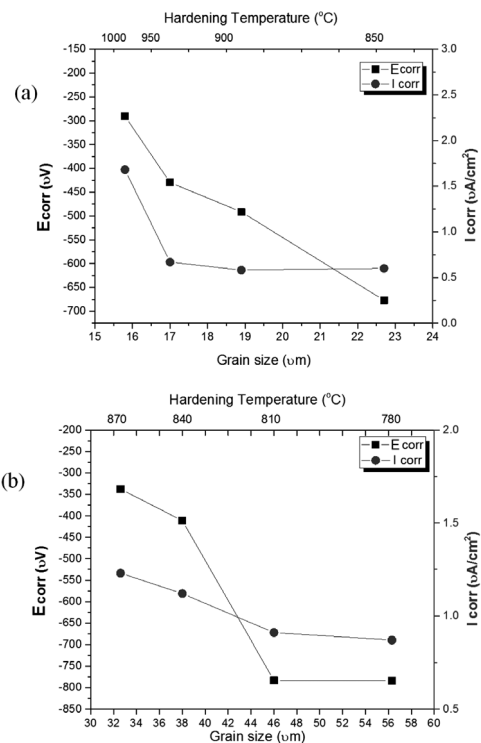 Hardening Temperature (°C)
1000 940 890 840
(a)
-150
-200
-250
-300
-350
-400
-450
-500
-550
-600
-650
-700
Ecorr (υV)
E corr
I corr
3.0
2.5
2.0
1.5
1.0
0.5
0.0
I corr (υA/cm²)
15 16 17 18 19 20 21 22 23 24
Grain size (υm)
Hardening Temperature (°C)
870 840 810 780
(b)
-200
-250
-300
-350
-400
-450
-500
-550
-600
-650
-700
-750
-800
-850
Ecorr (υV)
E corr
I corr
2.0
1.5
1.0
0.5
I corr (υA/cm²)
30 32 34 36 38 40 42 44 46 48 50 52 54 56 58 60
Grain size (υm)